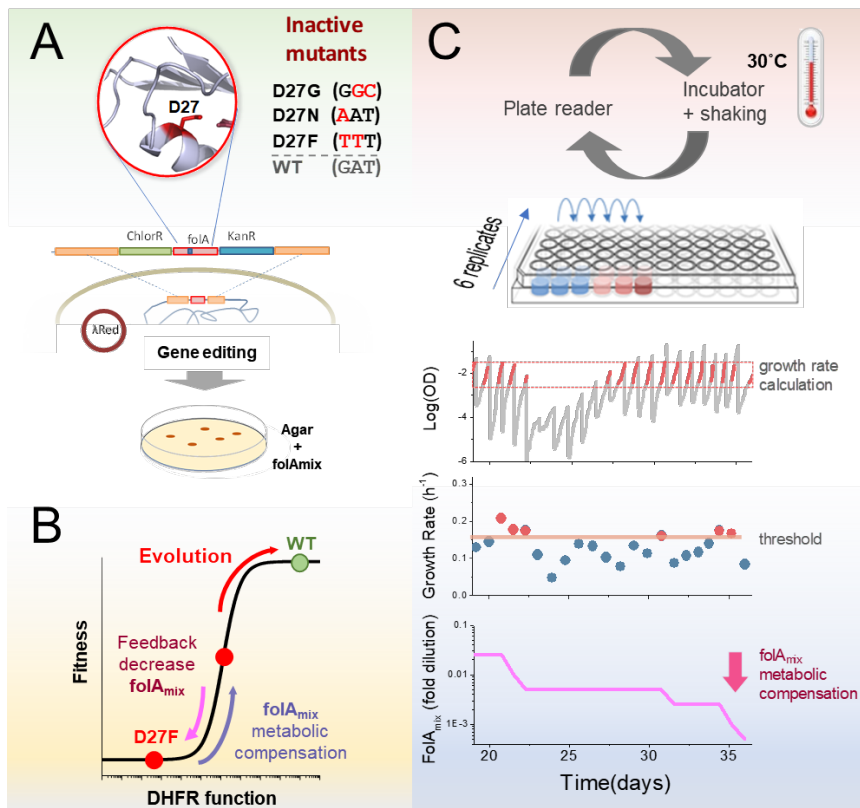 A
Inactive
mutants
D27G (GGC)
D27N (AAT)
D27F (TTT)
WT (GAT)
D27
ChlorR
folA
KanR
λRed
Gene editing
Agar
+
folAmix
B
Fitness
Evolution
WT
Feedback
decrease
folAmix
D27F
folAmix
metabolic
compensation
DHFR function
C
30˚C
Plate reader
Incubator
+ shaking
6 replicates
Log(OD)
-2
-4
-6
growth rate
calculation
Growth Rate (h-1)
0.3
0.2
0.1
0.0
threshold
FolAmix (fold dilution)
0.1
0.01
1E-3
folAmix
metabolic
compensation
20 25 30 35
Time(days)